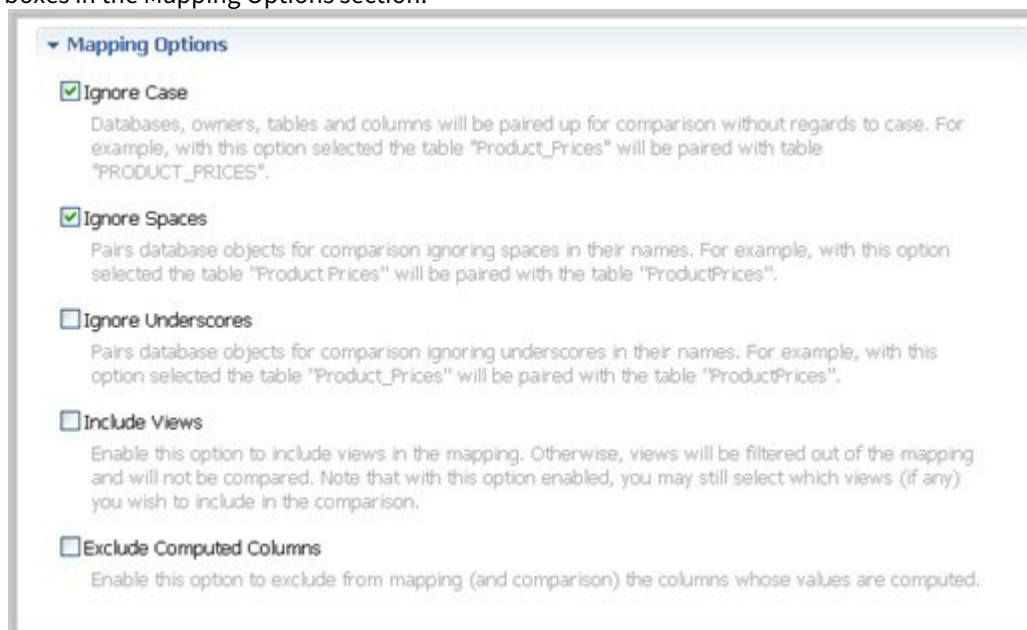 boxes in the Mapping Options section.
Mapping Options
Ignore Case
Databases, owners, tables and columns will be paired up for comparison without regards to case. For
example, with this option selected the table "Product_Prices" will be paired with table
"PRODUCT_PRICES".
Ignore Spaces
Pairs database objects for comparison ignoring spaces in their names. For example, with this option
selected the table "Product Prices" will be paired with the table "ProductPrices".
Ignore Underscores
Pairs database objects for comparison ignoring underscores in their names. For example, with this
option selected the table "Product_Prices" will be paired with the table "ProductPrices".
Include Views
Enable this option to include views in the mapping. Otherwise, views will be filtered out of the mapping
and will not be compared. Note that with this option enabled, you may still select which views (if any)
you wish to include in the comparison.
Exclude Computed Columns
Enable this option to exclude from mapping (and comparison) the columns whose values are computed.